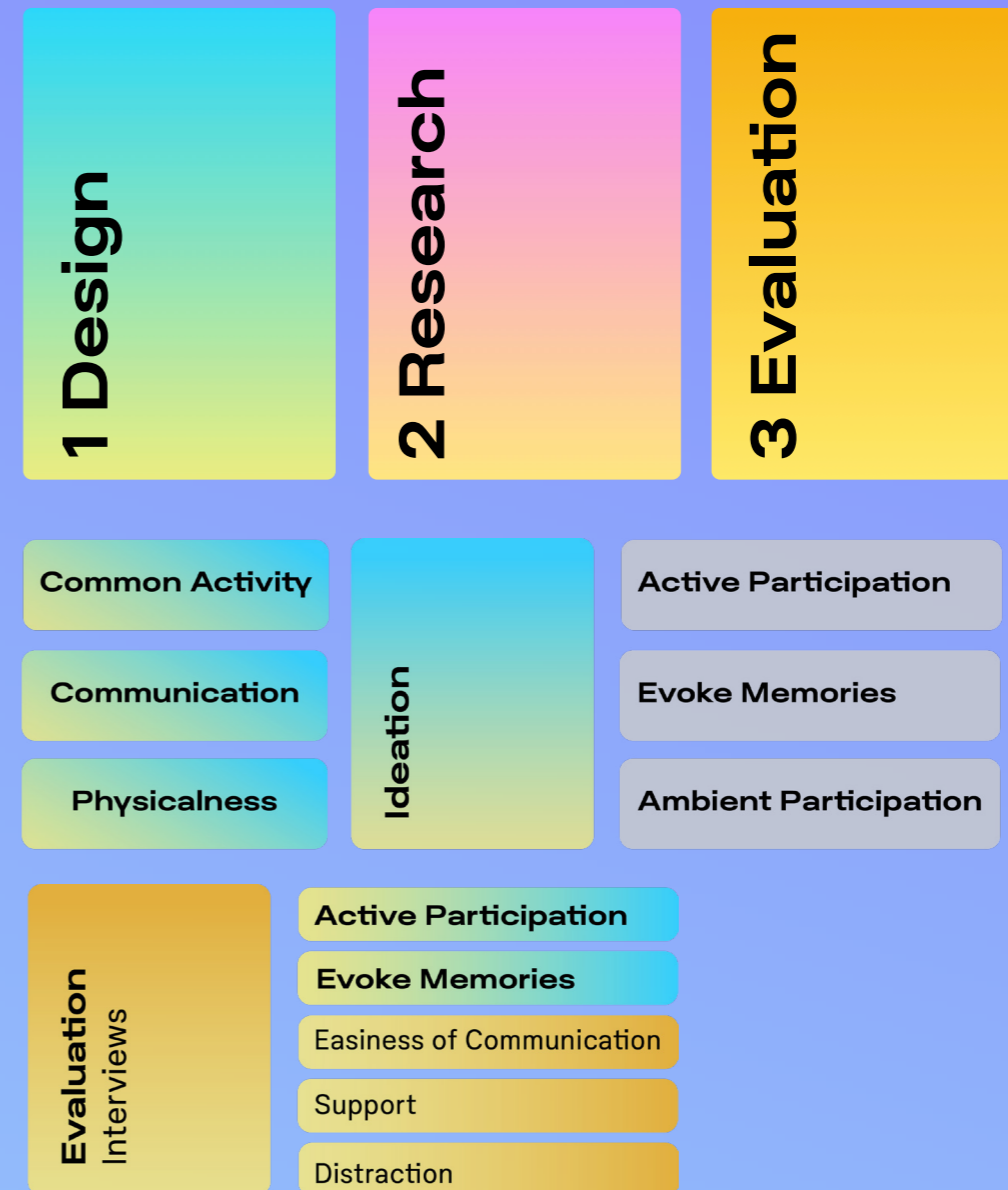 1 Design
2 Research
3 Evaluation
Common Activity
Communication
Physicalness
Ideation
Active Participation
Evoke Memories
Ambient Participation
Evaluation
Interviews
Active Participation
Evoke Memories
Easiness of Communication
Support
Distraction